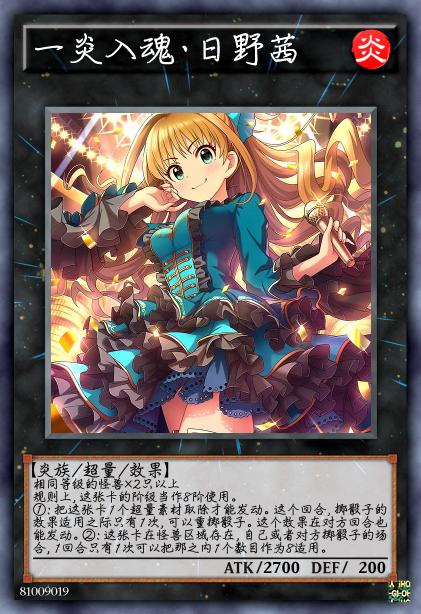 一炎入魂·日野茜
炎
【炎族/超量/效果】
相同等级的怪兽×2只以上
规则上,这张卡的阶级当作8阶使用。
①:把这张卡1个超量素材取除才能发动。这个回合,掷骰子的
效果适用之际只有1次,可以重掷骰子。这个效果在对方回合也
能发动。②:这张卡在怪兽区域存在,自己或者对方掷骰子的场
合,1回合只有1次可以把那之内1个数目作为8适用。
ATK/2700 DEF/ 200
81009019